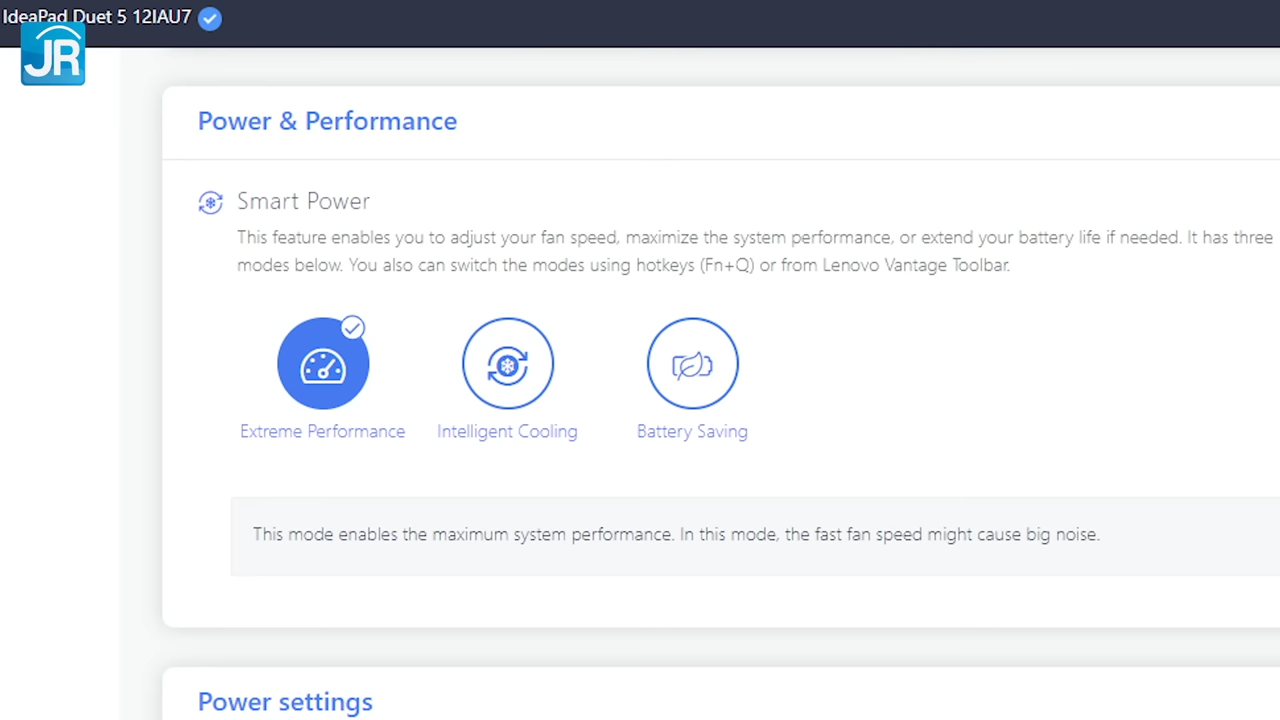 IdeaPad Duet 5 12IAU7
JR
Power & Performance
Smart Power
This feature enables you to adjust your fan speed, maximize the system performance, or extend your battery life if needed. It has three
modes below. You also can switch the modes using hotkeys (Fn+Q) or from Lenovo Vantage Toolbar.
Extreme Performance
Intelligent Cooling
Battery Saving
This mode enables the maximum system performance. In this mode, the fast fan speed might cause big noise.
Power settings